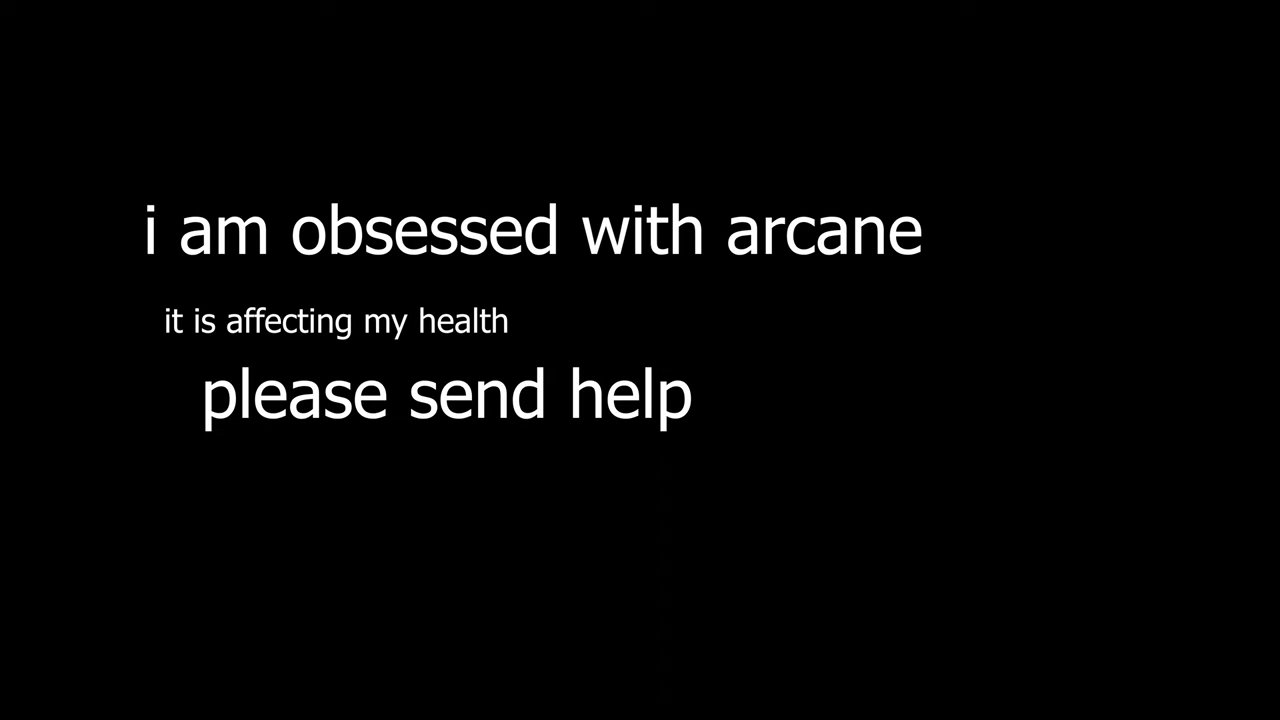 i am obsessed with arcane
it is affecting my health
please send help